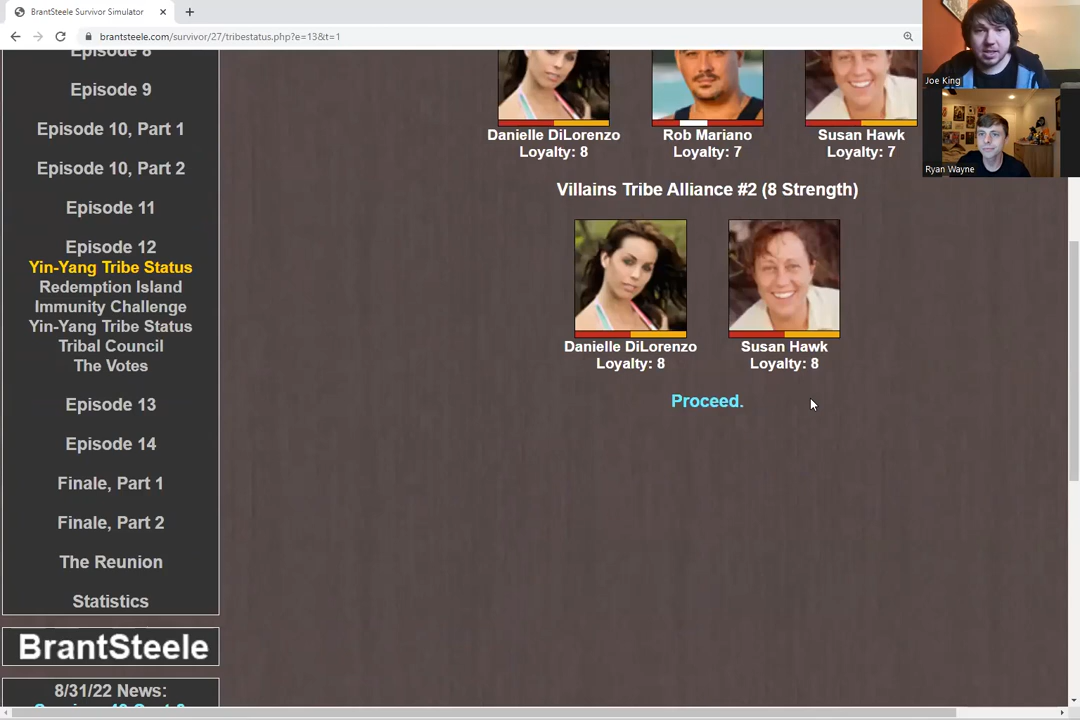 BrantSteele Survivor Simulator
brantsteele.com/survivor/27/tribestatus.php?e=13&t=1
Joe King
Ryan Wayne
Episode 8
Episode 9
Episode 10, Part 1
Episode 10, Part 2
Episode 11
Episode 12
Yin-Yang Tribe Status
Redemption Island
Immunity Challenge
Yin-Yang Tribe Status
Tribal Council
The Votes
Episode 13
Episode 14
Finale, Part 1
Finale, Part 2
The Reunion
Statistics
BrantSteele
8/31/22 News:
Danielle DiLorenzo
Loyalty: 8
Rob Mariano
Loyalty: 7
Susan Hawk
Loyalty: 7
Villains Tribe Alliance #2 (8 Strength)
Danielle DiLorenzo
Loyalty: 8
Susan Hawk
Loyalty: 8
Proceed.